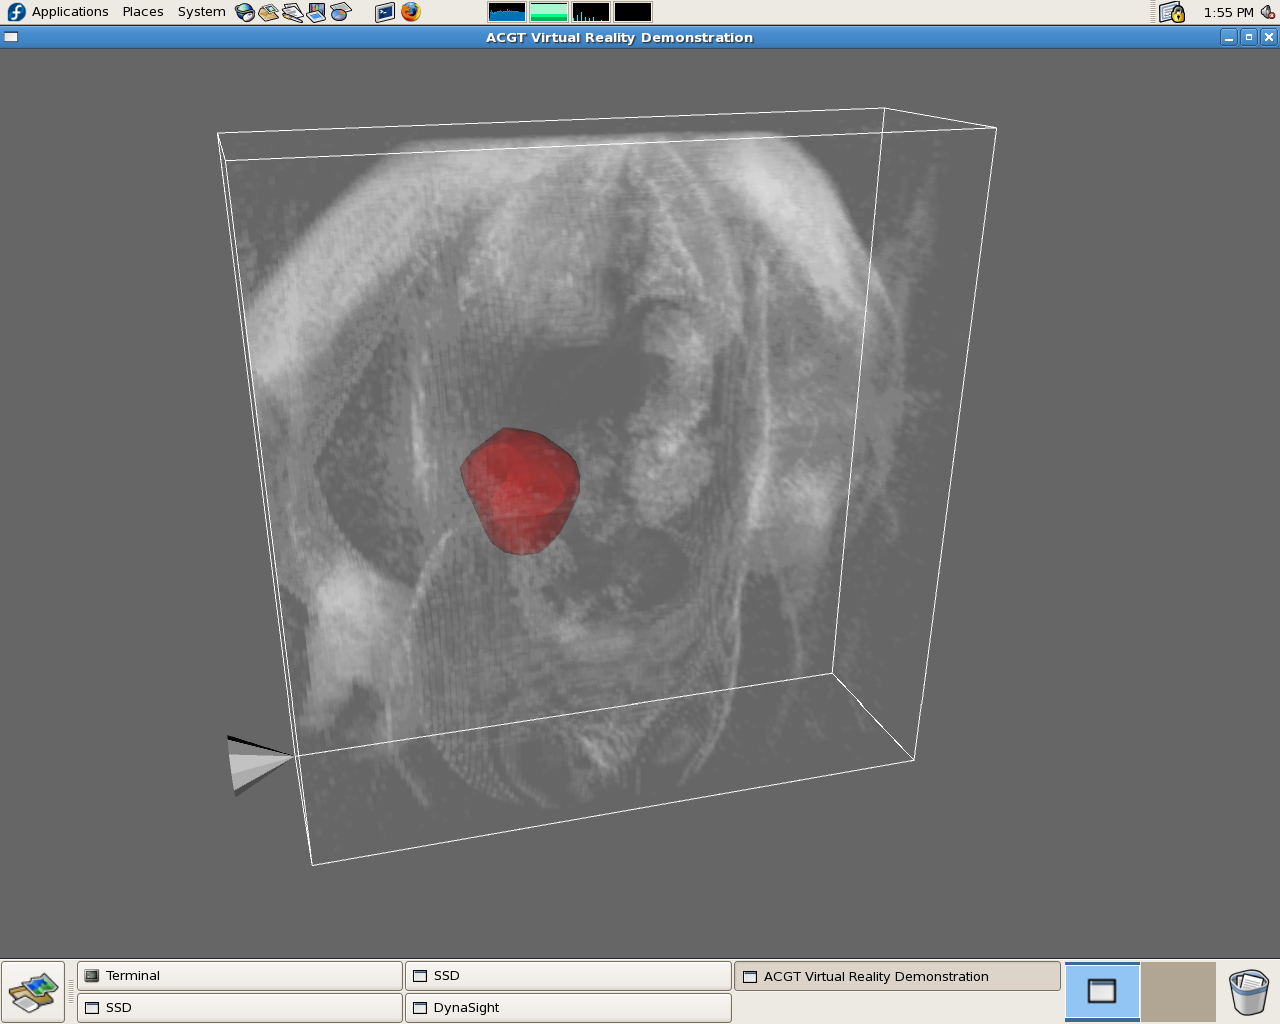 Applications Places System 1:55 PM
ACGT Virtual Reality Demonstration
Terminal SSD ACGT Virtual Reality Demonstration
SSD DynaSight